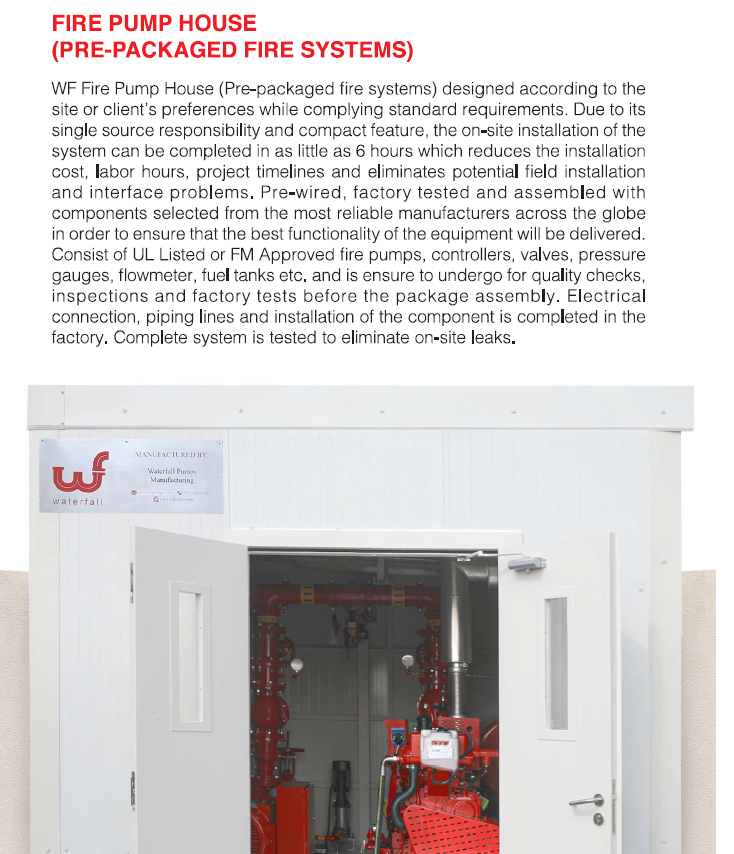 FIRE PUMP HOUSE
(PRE-PACKAGED FIRE SYSTEMS)
WF Fire Pump House (Pre-packaged fire systems) designed according to the
site or client's preferences while complying standard requirements. Due to its
single source responsibility and compact feature, the on-site installation of the
system can be completed in as little as 6 hours which reduces the installation
cost, labor hours, project timelines and eliminates potential field installation
and interface problems. Pre-wired, factory tested and assembled with
components selected from the most reliable manufacturers across the globe
in order to ensure that the best functionality of the equipment will be delivered.
Consist of UL Listed or FM Approved fire pumps, controllers, valves, pressure
gauges, flowmeter, fuel tanks etc. and is ensure to undergo for quality checks,
inspections and factory tests before the package assembly. Electrical
connection, piping lines and installation of the component is completed in the
factory. Complete system is tested to eliminate on-site leaks.
MANUFACTURED BY
Waterfall Pumps
Manufacturing
wf
waterfall